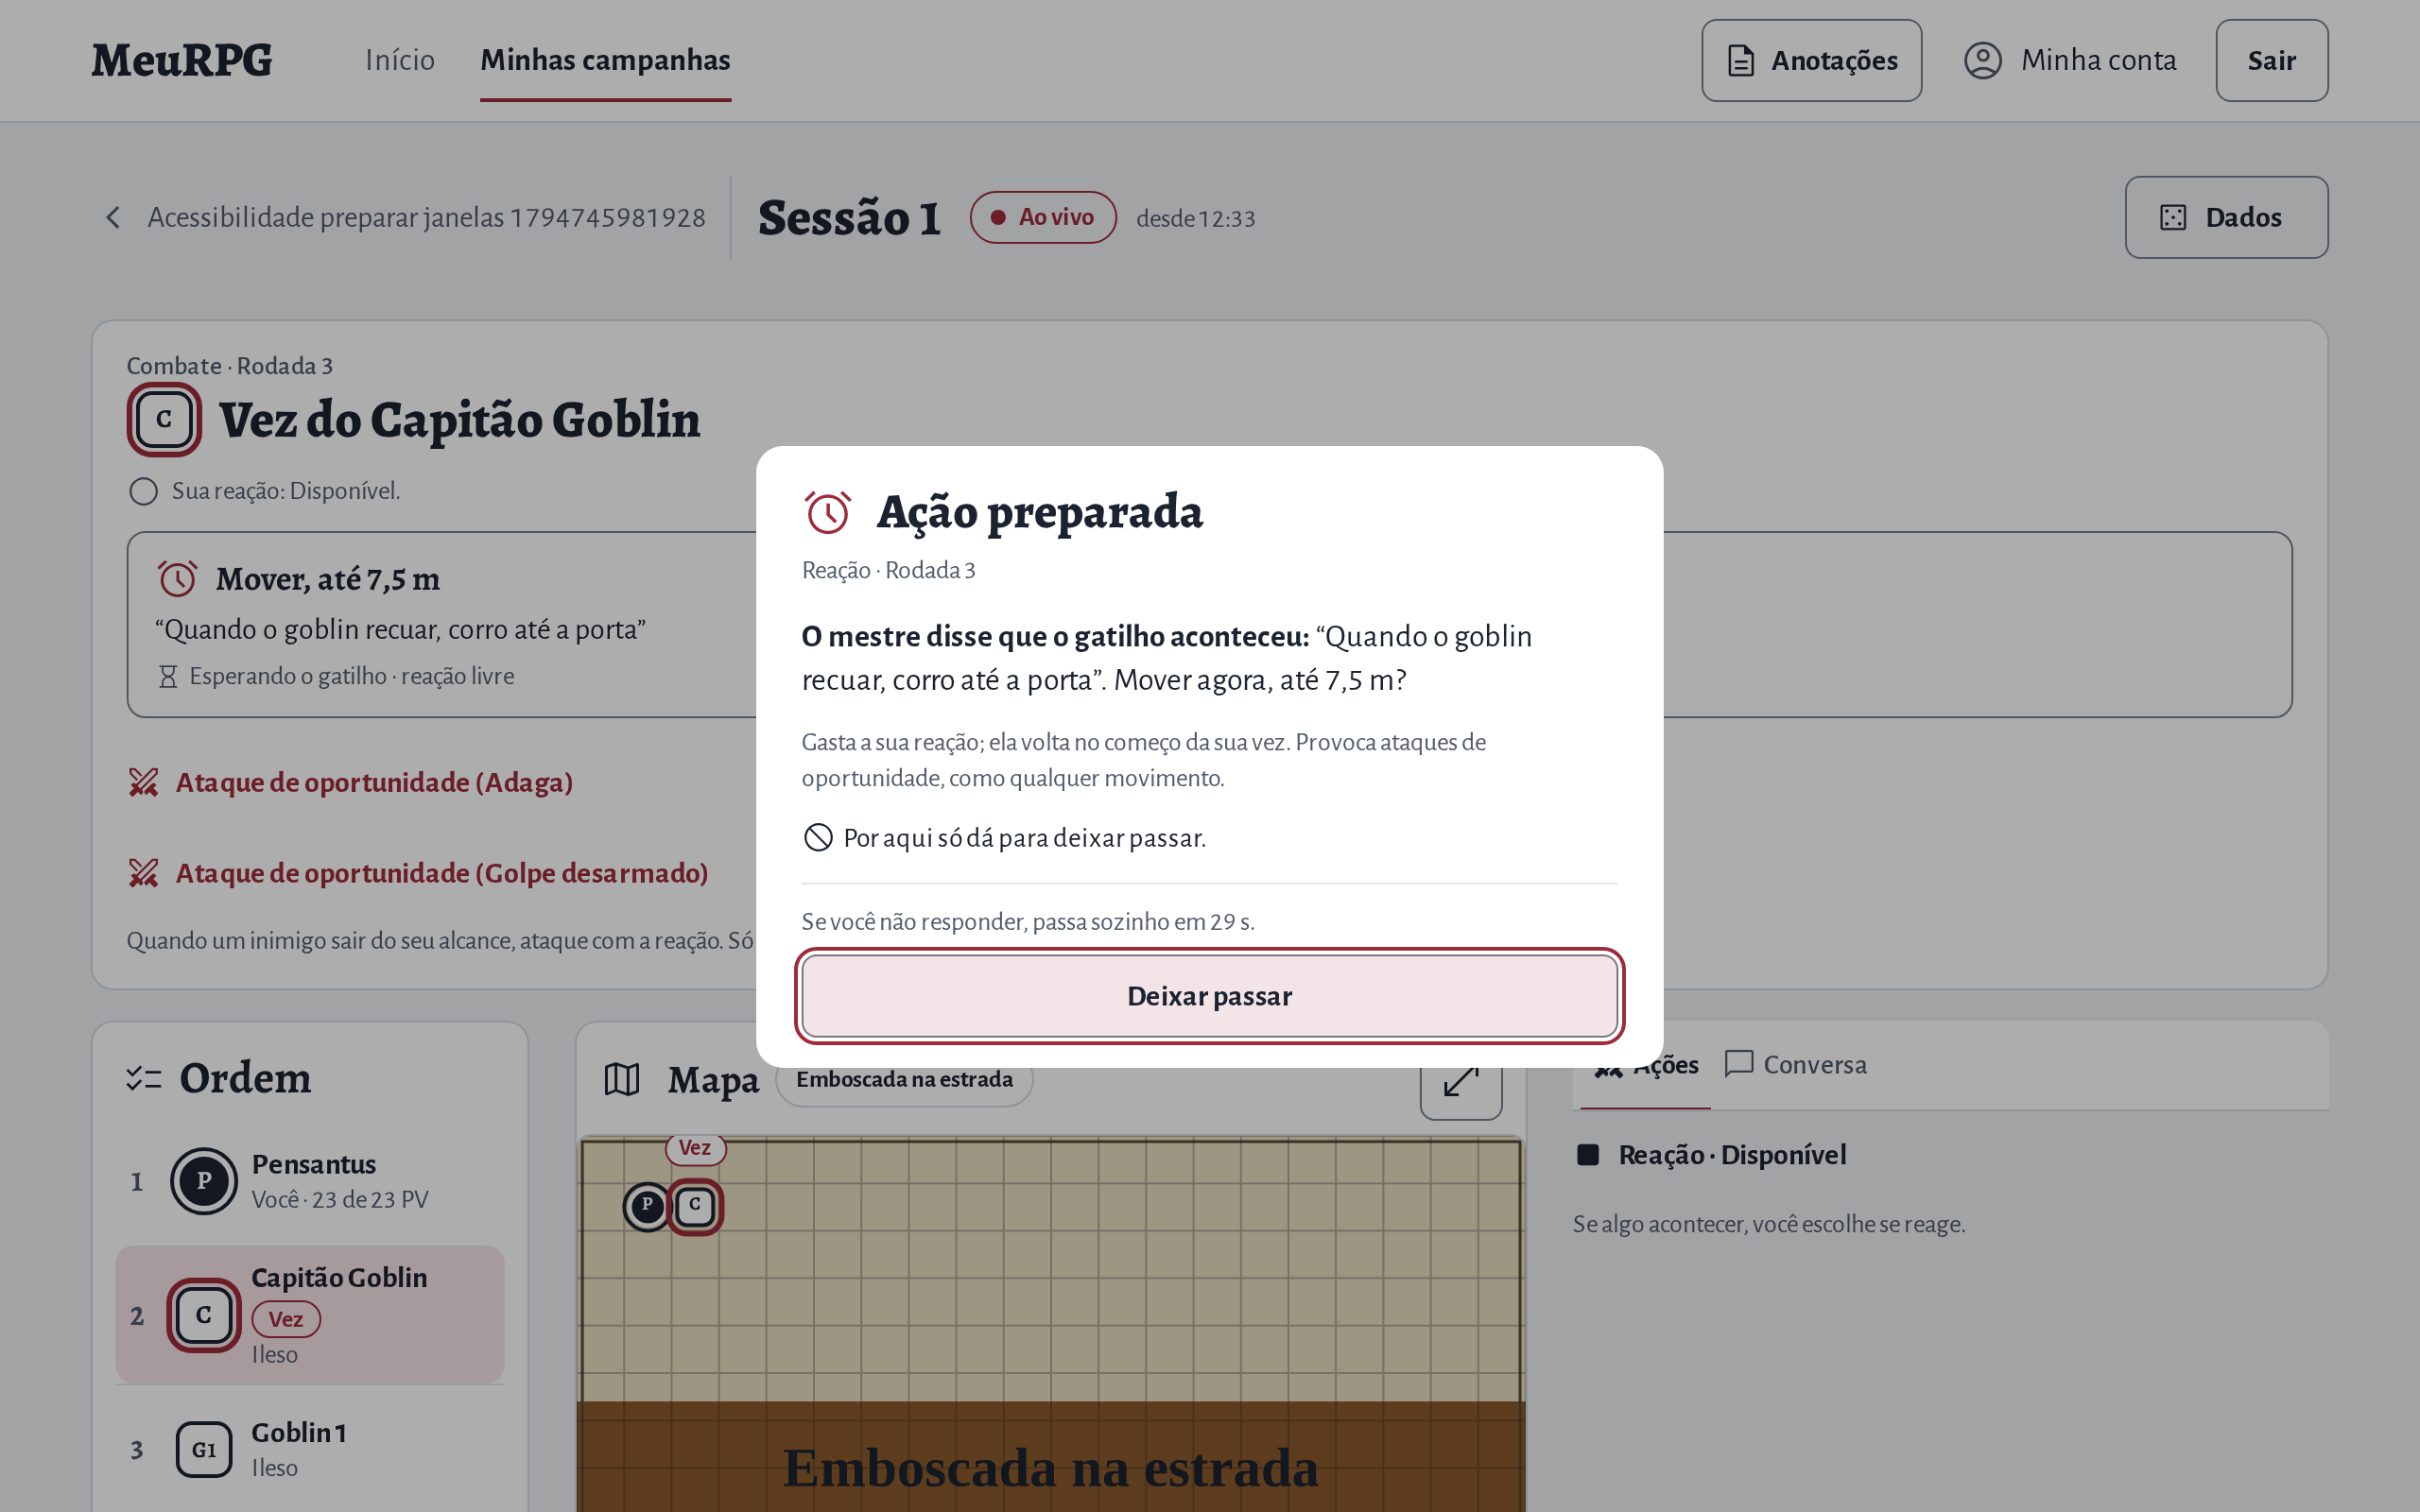 MeuRPG
Início
Minhas campanhas
Anotações
Minha conta
Sair
Acessibilidade preparar janelas 1794745981928
Sessão 1
Ao vivo
desde 12:33
Dados
Combate · Rodada 3
C
Vez do Capitão Goblin
Sua reação: Disponível.
Mover, até 7,5 m
“Quando o goblin recuar, corro até a porta”
Esperando o gatilho · reação livre
Ataque de oportunidade (Adaga)
Ataque de oportunidade (Golpe desarmado)
Quando um inimigo sair do seu alcance, ataque com a reação. Só
Ação preparada
Reação · Rodada 3
O mestre disse que o gatilho aconteceu: “Quando o goblin
recuar, corro até a porta”. Mover agora, até 7,5 m?
Gasta a sua reação; ela volta no começo da sua vez. Provoca ataques de
oportunidade, como qualquer movimento.
Por aqui só dá para deixar passar.
Se você não responder, passa sozinho em 29 s.
Deixar passar
Ordem
1
P
Pensantus
Você · 23 de 23 PV
2
C
Capitão Goblin
Vez
Ileso
3
G1
Goblin 1
Ileso
Mapa
Emboscada na estrada
Vez
P
C
Emboscada na estrada
Ações
Conversa
Reação · Disponível
Se algo acontecer, você escolhe se reage.